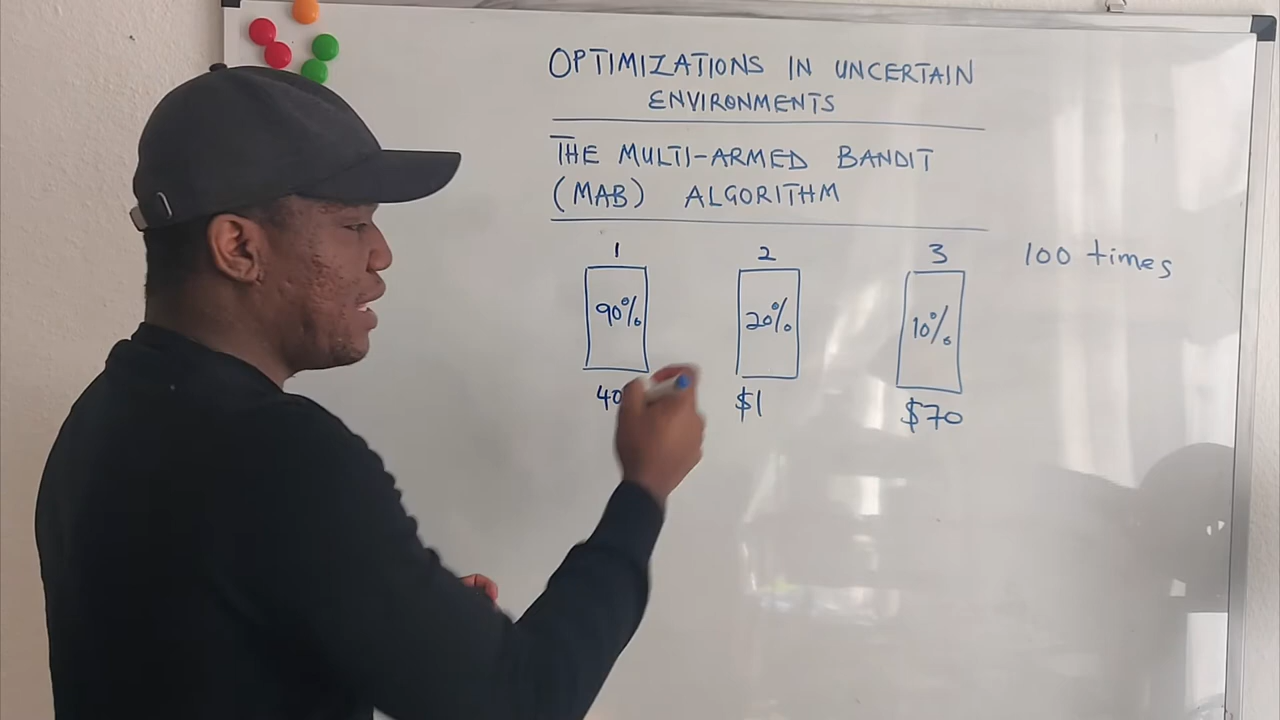 OPTIMIZATIONS IN UNCERTAIN
ENVIRONMENTS
THE MULTI-ARMED BANDIT
(MAB) ALGORITHM
1 2 3 100 times
90% 20% 10%
$1 $70